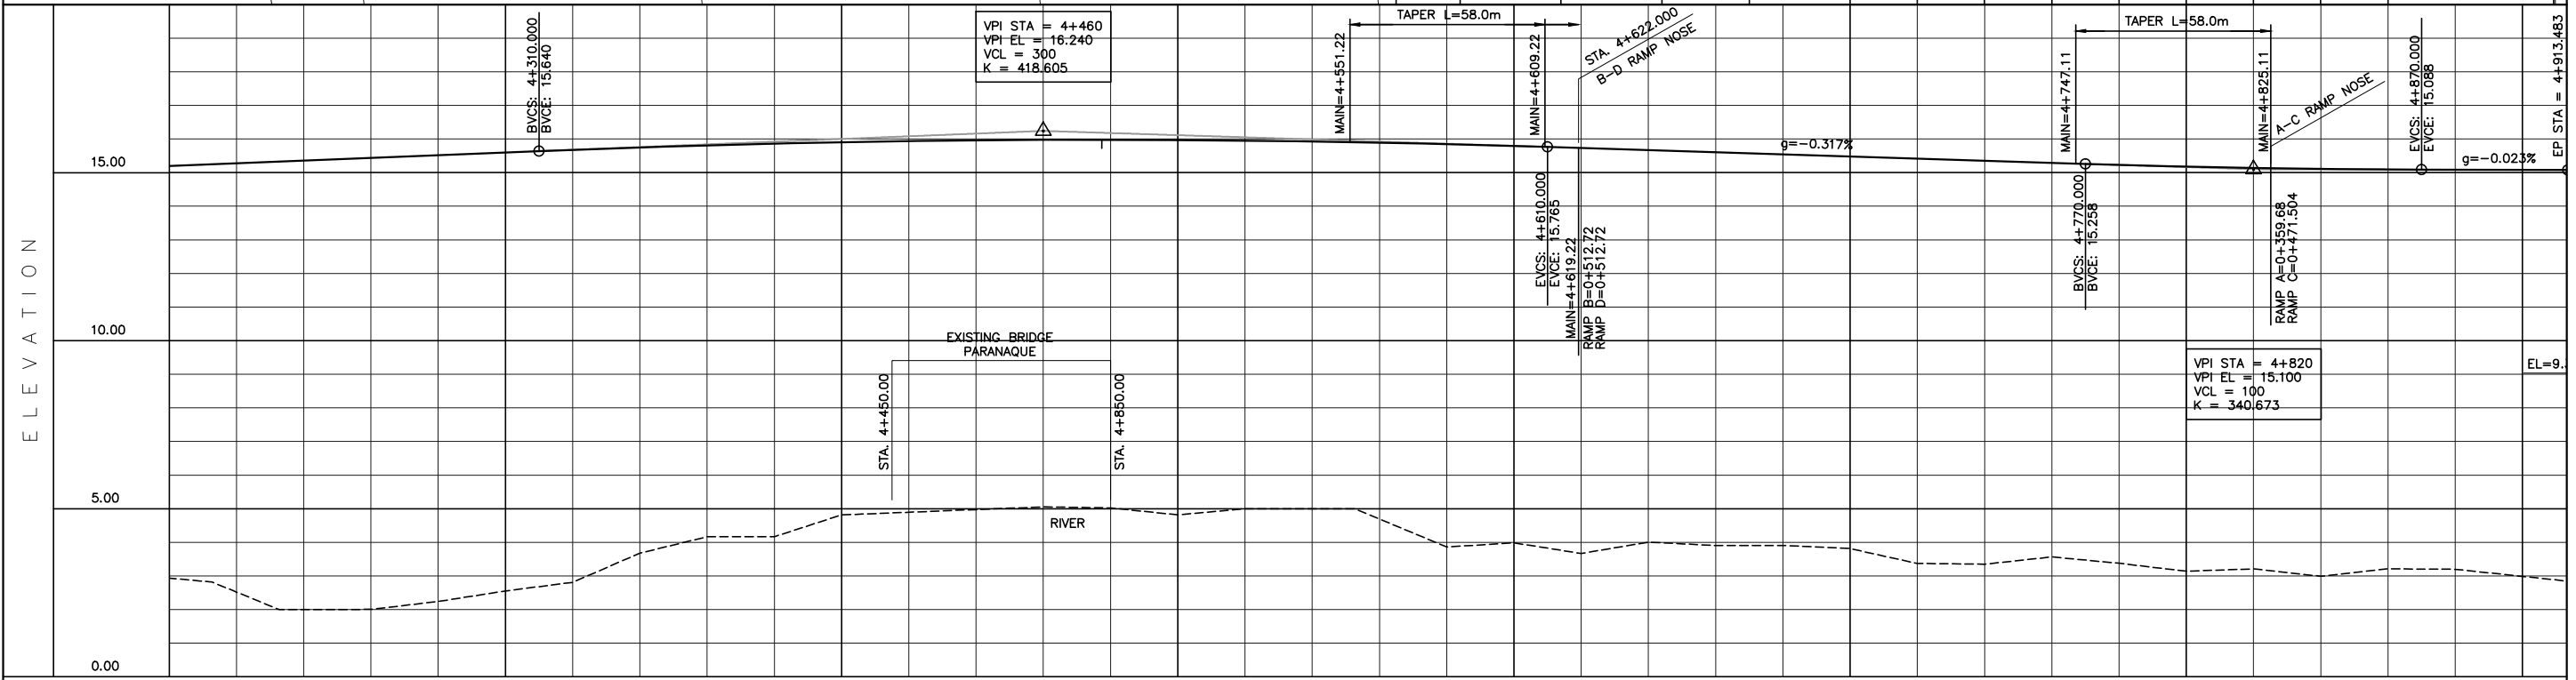 ELEVATION
15.00
10.00
5.00
0.00
BVCS: 4+310.000
BVCE: 15.640
VPI STA = 4+460
VPI EL = 16.240
VCL = 300
K = 418.605
MAIN=4+551.22
TAPER L=58.0m
MAIN=4+609.22
STA. 4+622.000
B-D RAMP NOSE
EVCS: 4+610.000
EVCE: 15.765
MAIN=4+619.22
RAMP B=0+512.72
RAMP D=0+512.72
g=-0.317%
MAIN=4+747.11
TAPER L=58.0m
MAIN=4+825.11
A-C RAMP NOSE
BVCS: 4+770.000
BVCE: 15.258
RAMP A=0+359.68
RAMP C=0+471.504
EVCS: 4+870.000
EVCE: 15.088
g=-0.023%
EP STA = 4+913.483
VPI STA = 4+820
VPI EL = 15.100
VCL = 100
K = 340.673
EL=9.
EXISTING BRIDGE
PARANAQUE
STA. 4+450.00
STA. 4+850.00
RIVER